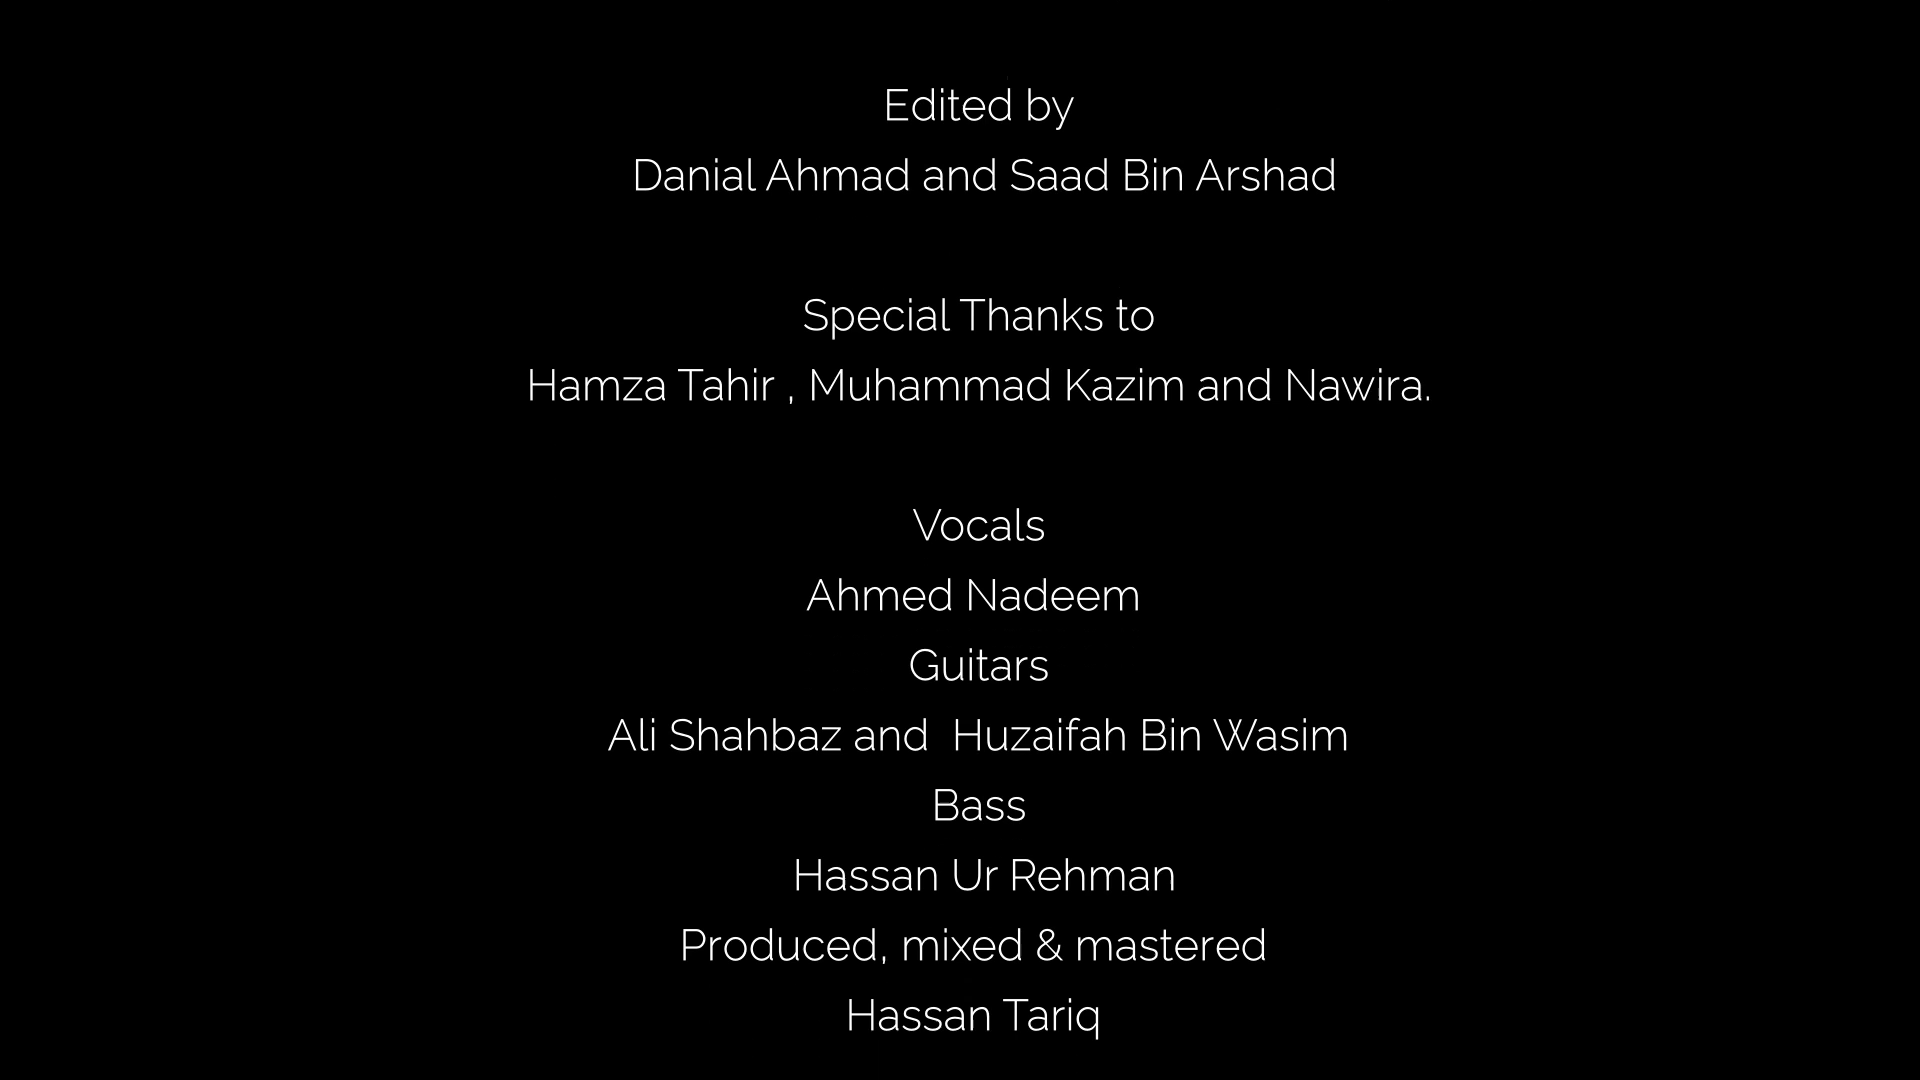 Edited by
Danial Ahmad and Saad Bin Arshad
Special Thanks to
Hamza Tahir , Muhammad Kazim and Nawira.
Vocals
Ahmed Nadeem
Guitars
Ali Shahbaz and  Huzaifah Bin Wasim
Bass
Hassan Ur Rehman
Produced, mixed & mastered
Hassan Tariq